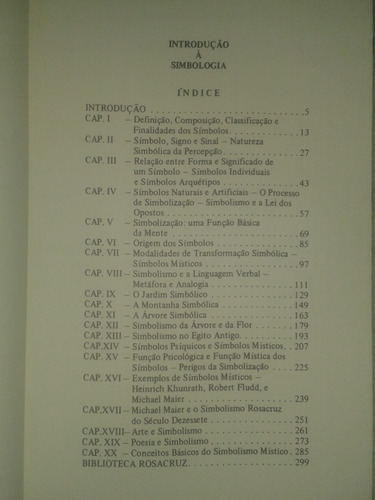 INTRODUÇÃO
À
SIMBOLOGIA
ÍNDICE
INTRODUÇÃO ........ 5
CAP. I – Definição, Composição, Classificação e
Finalidades dos Símbolos ........ 13
CAP. II – Símbolo, Signo e Sinal – Natureza
Simbólica da Percepção ........ 27
CAP. III – Relação entre Forma e Significado de
um Símbolo – Símbolos Individuais
e Símbolos Arquétipos ........ 43
CAP. IV – Símbolos Naturais e Artificiais – O Processo
de Simbolização – Simbolismo e a Lei dos
Opostos ........ 57
CAP. V – Simbolização: uma Função Básica
da Mente ........ 69
CAP. VI – Origem dos Símbolos ........ 85
CAP. VII – Modalidades de Transformação Simbólica –
Símbolos Místicos ........ 97
CAP. VIII – Simbolismo e a Linguagem Verbal –
Metáfora e Analogia ........ 111
CAP. IX – O Jardim Simbólico ........ 129
CAP. X – A Montanha Simbólica ........ 149
CAP. XI – A Árvore Simbólica ........ 163
CAP. XII – Simbolismo da Árvore e da Flor ........ 179
CAP. XIII – Simbolismo no Egito Antigo ........ 193
CAP.XIV – Símbolos Psíquicos e Símbolos Místicos . 207
CAP. XV – Função Psicológica e Função Mística dos
Símbolos – Perigos da Simbolização ... 225
CAP. XVI – Exemplos de Símbolos Místicos –
Heinrich Khunrath, Robert Fludd, e
Michael Maier ........ 239
CAP.XVII – Michael Maier e o Simbolismo Rosacruz
do Século Dezessete ........ 251
CAP.XVIII – Arte e Simbolismo ........ 261
CAP. XIX – Poesia e Simbolismo ........ 273
CAP. XX – Conceitos Básicos do Simbolismo Místico . 285
BIBLIOTECA ROSACRUZ ........ 299